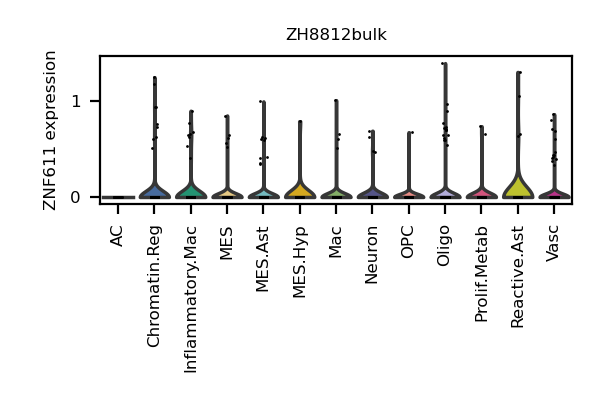 ZH8812bulk
ZNF611 expression
1
0
AC
Chromatin.Reg
Inflammatory.Mac
MES
MES.Ast
MES.Hyp
Mac
Neuron
OPC
Oligo
Prolif.Metab
Reactive.Ast
Vasc